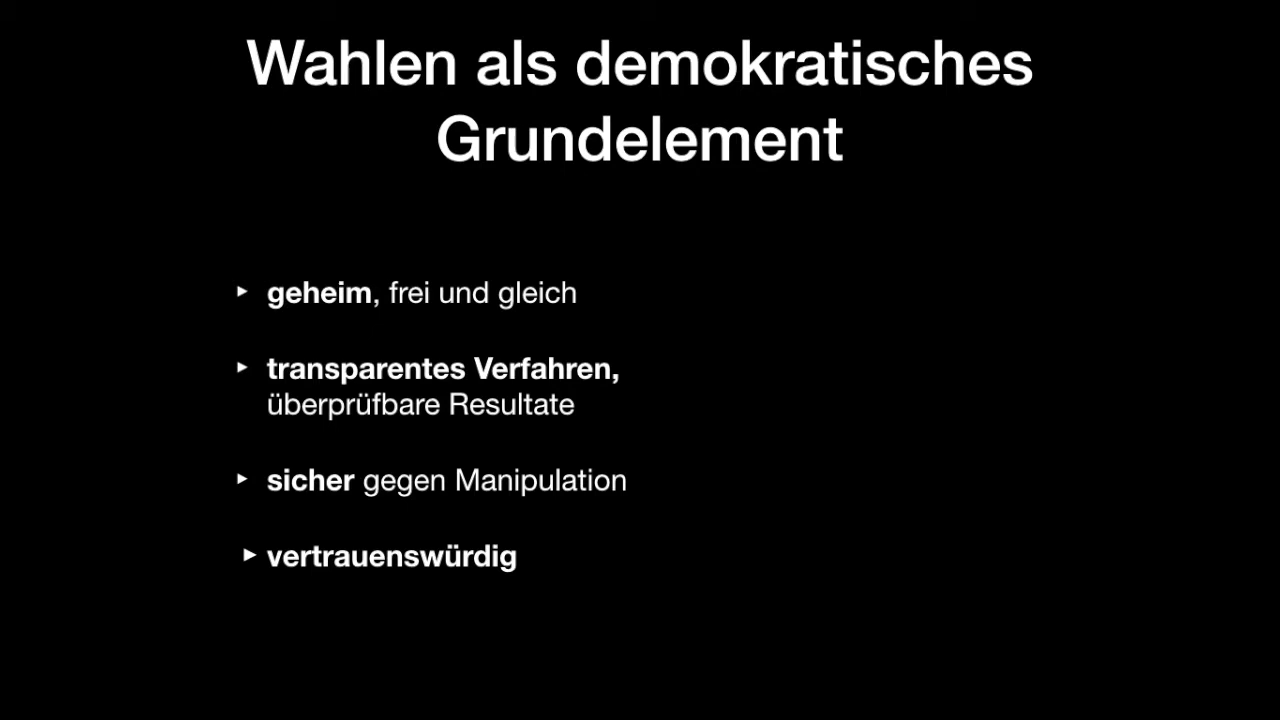 Wahlen als demokratisches
Grundelement
‣ geheim, frei und gleich
‣ transparentes Verfahren,
überprüfbare Resultate
‣ sicher gegen Manipulation
‣ vertrauenswürdig